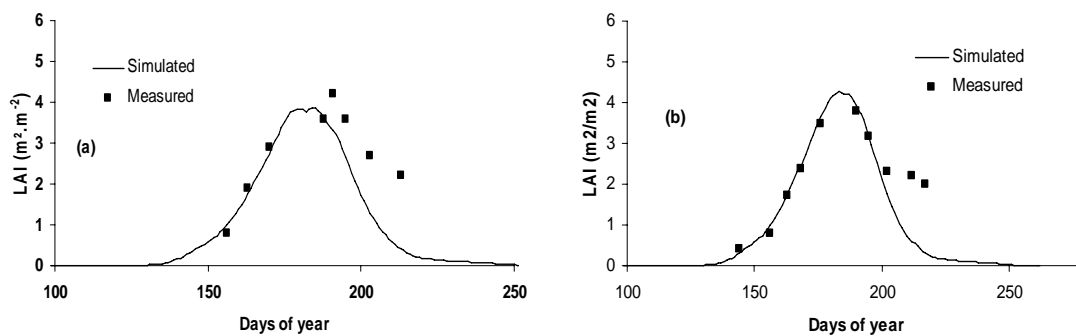 6
5
4
3
2
1
0
LAI (m².m⁻²)
Simulated
Measured
(a)
100
150
200
250
Days of year
6
5
4
3
2
1
0
LAI (m2/m2)
Simulated
Measured
(b)
100
150
200
250
Days of year